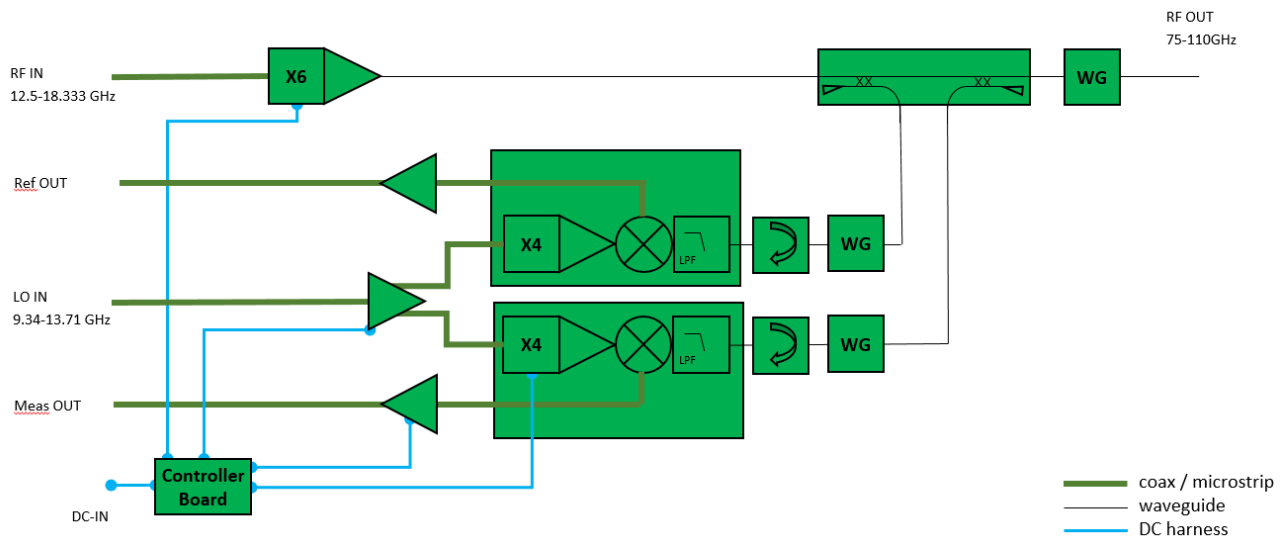 RF OUT
75-110GHz
RF IN
12.5-18.333 GHz
X6
XX
XX
WG
Ref OUT
X4
LPF
WG
LO IN
9.34-13.71 GHz
X4
LPF
WG
Meas OUT
Controller
Board
DC-IN
coax / microstrip
waveguide
DC harness